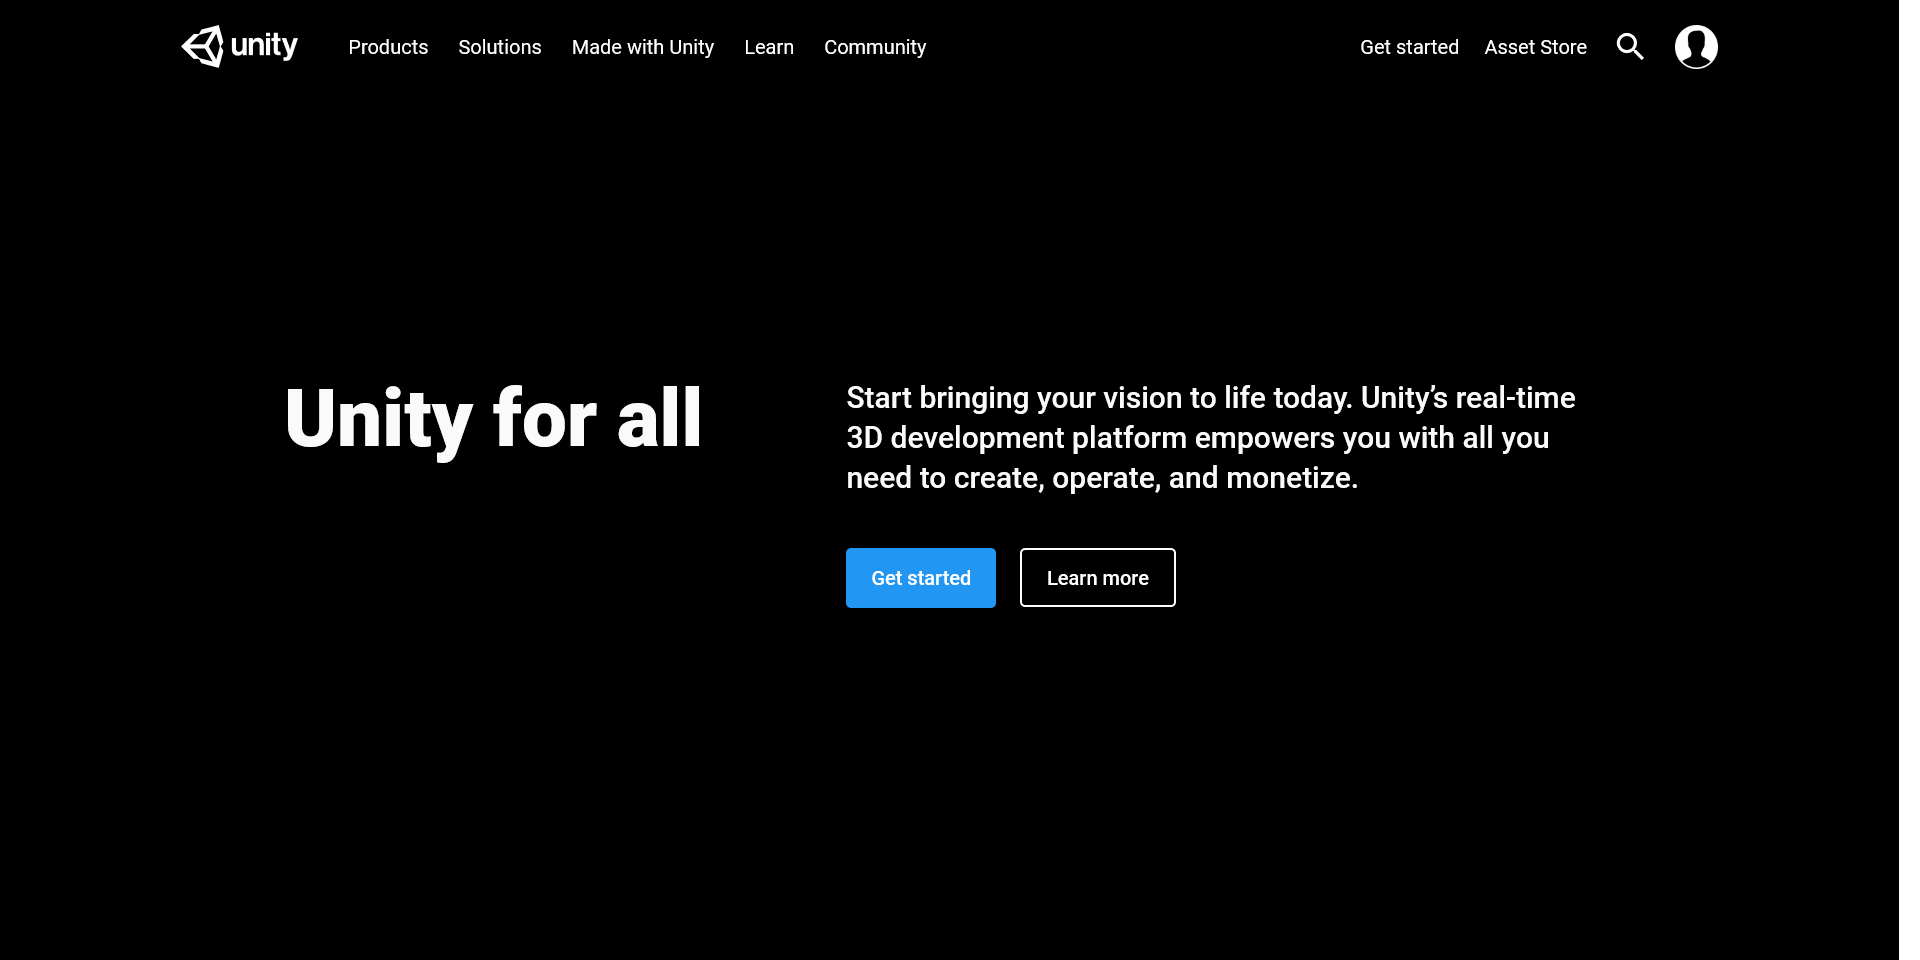 unity
Products
Solutions
Made with Unity
Learn
Community
Get started
Asset Store
Unity for all
Start bringing your vision to life today. Unity’s real-time
3D development platform empowers you with all you
need to create, operate, and monetize.
Get started
Learn more